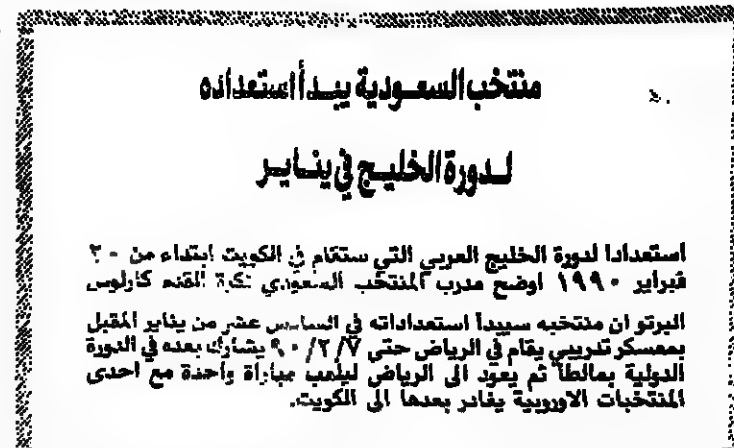 منتخب السعودية يبدأ استعداده
لدورة الخليج في يناير
استعدادا لدورة الخليج العربي التي ستقام في الكويت ابتداء من ٢٠
فبراير ١٩٩٠ اوضح مدرب المنتخب السعودي لكرة القدم كارلوس
البرتو ان منتخبه سيبدأ استعداداته في السادس عشر من يناير المقبل
بمعسكر تدريبي يقام في الرياض حتى ٩٠/٢/٧ يشارك بعده في الدورة
الدولية بمالطا ثم يعود الى الرياض ليلعب مباراة واحدة مع احدى
المنتخبات الاوروبية يغادر بعدها الى الكويت.